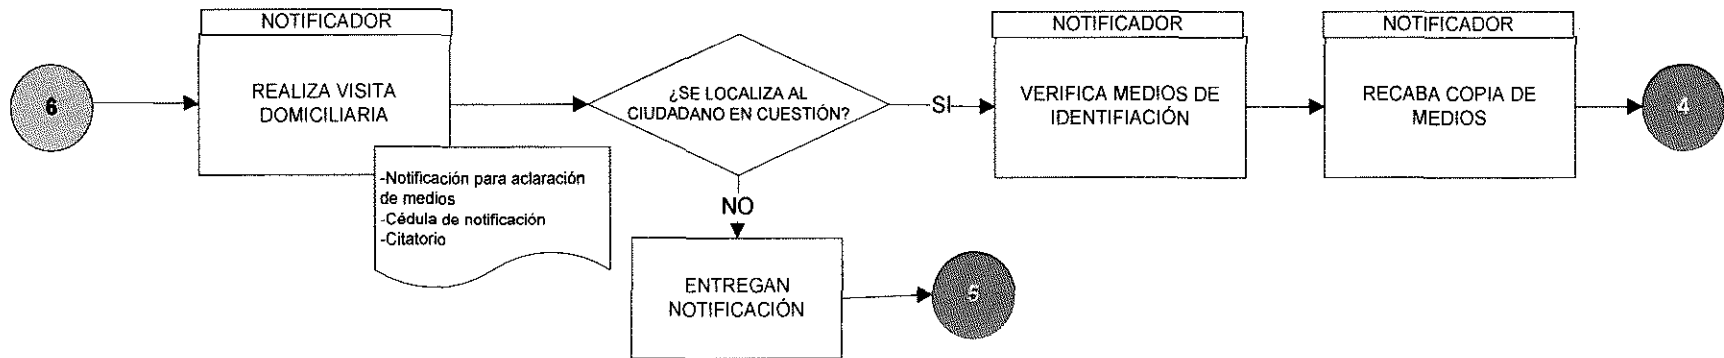 6
NOTIFICADOR
REALIZA VISITA
DOMICILIARIA
-Notificación para aclaración
de medios
-Cédula de notificación
-Citatorio
¿SE LOCALIZA AL
CIUDADANO EN CUESTIÓN?
SI
NOTIFICADOR
VERIFICA MEDIOS DE
IDENTIFIACIÓN
NOTIFICADOR
RECABA COPIA DE
MEDIOS
4
NO
ENTREGAN
NOTIFICACIÓN
5